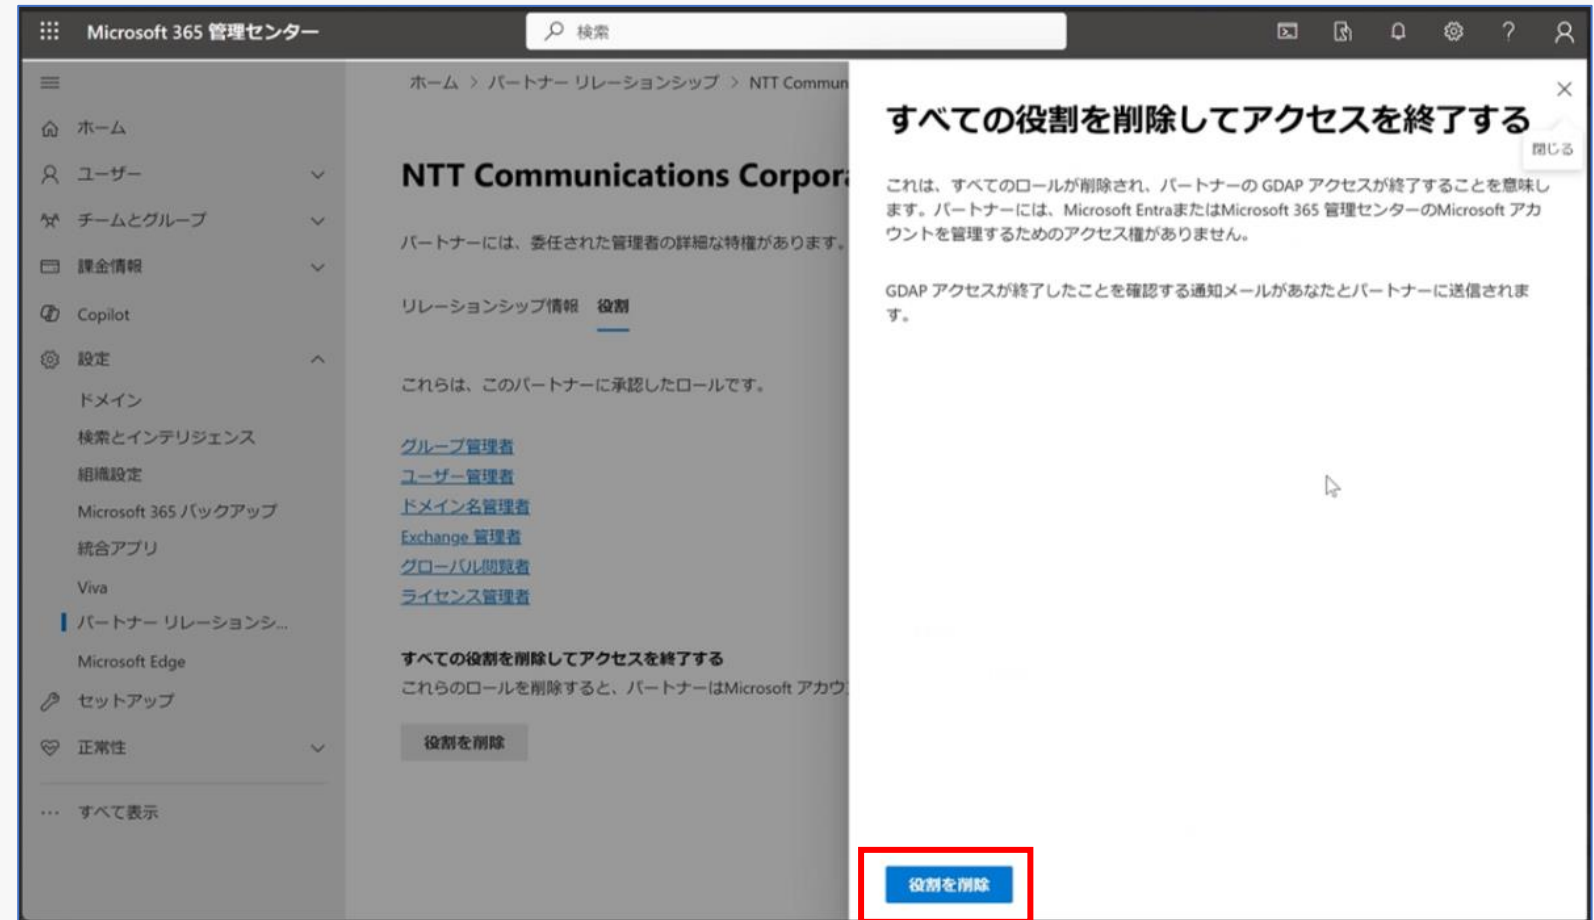 Microsoft 365 管理センター
検索
ホーム
ユーザー
チームとグループ
課金情報
Copilot
設定
ドメイン
検索とインテリジェンス
組織設定
Microsoft 365 バックアップ
統合アプリ
Viva
パートナー リレーションシ...
Microsoft Edge
セットアップ
正常性
すべて表示
ホーム > パートナー リレーションシップ > NTT Commun
NTT Communications Corpora
パートナーには、委任された管理者の詳細な特権があります。
リレーションシップ情報 役割
これらは、このパートナーに承認したロールです。
グループ管理者
ユーザー管理者
ドメイン名管理者
Exchange 管理者
グローバル閲覧者
ライセンス管理者
すべての役割を削除してアクセスを終了する
これらのロールを削除すると、パートナーはMicrosoft アカウ
役割を削除
すべての役割を削除してアクセスを終了する
閉じる
これは、すべてのロールが削除され、パートナーの GDAP アクセスが終了することを意味し
ます。パートナーには、Microsoft EntraまたはMicrosoft 365 管理センターのMicrosoft アカ
ウントを管理するためのアクセス権がありません。
GDAP アクセスが終了したことを確認する通知メールがあなたとパートナーに送信されま
す。
役割を削除